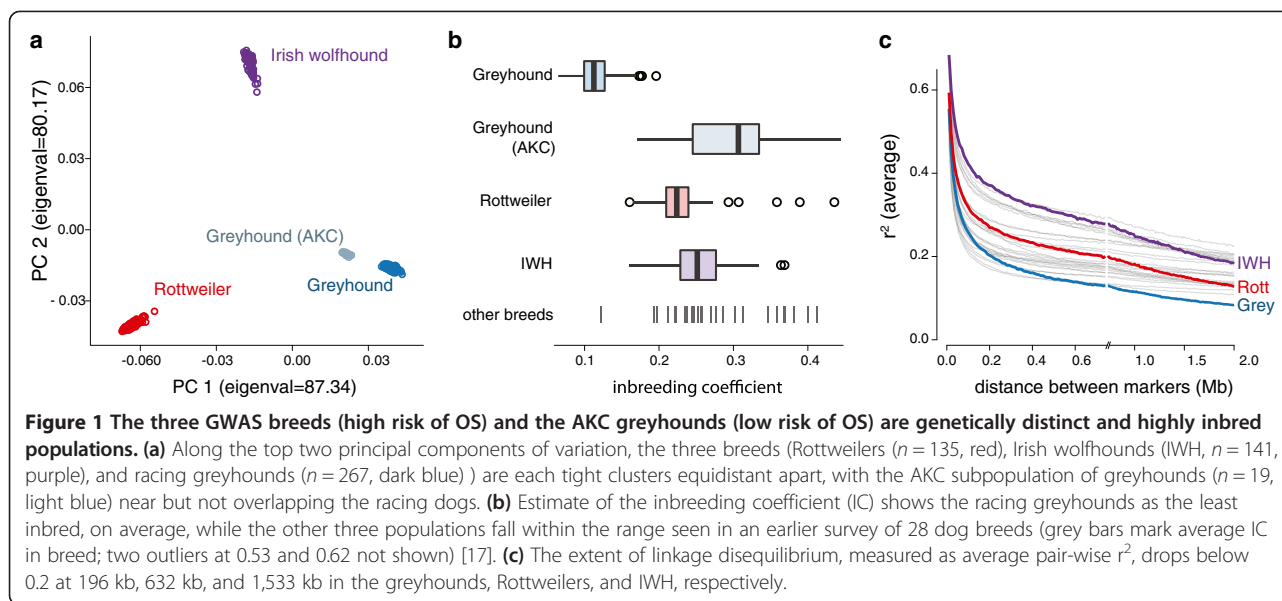 a
Irish wolfhound
0.06
0.03
0.00
- 0.03
PC 2 (eigenval=80.17)
Greyhound (AKC)
Greyhound
Rottweiler
-0.060
-0.03
0.00
0.03
PC 1 (eigenval=87.34)
b
Greyhound
Greyhound
(AKC)
Rottweiler
IWH
other breeds
0.1
0.2
0.3
0.4
inbreeding coefficient
c
0.6
0.4
0.2
0.0
r² (average)
IWH
Rott
Grey
0.0
0.2
0.4
0.6
1.0
1.5
2.0
distance between markers (Mb)
Figure 1 The three GWAS breeds (high risk of OS) and the AKC greyhounds (low risk of OS) are genetically distinct and highly inbred
populations. (a) Along the top two principal components of variation, the three breeds (Rottweilers (n = 135, red), Irish wolfhounds (IWH, n = 141,
purple), and racing greyhounds (n = 267, dark blue) ) are each tight clusters equidistant apart, with the AKC subpopulation of greyhounds (n = 19,
light blue) near but not overlapping the racing dogs. (b) Estimate of the inbreeding coefficient (IC) shows the racing greyhounds as the least
inbred, on average, while the other three populations fall within the range seen in an earlier survey of 28 dog breeds (grey bars mark average IC
in breed; two outliers at 0.53 and 0.62 not shown) [17]. (c) The extent of linkage disequilibrium, measured as average pair-wise r², drops below
0.2 at 196 kb, 632 kb, and 1,533 kb in the greyhounds, Rottweilers, and IWH, respectively.